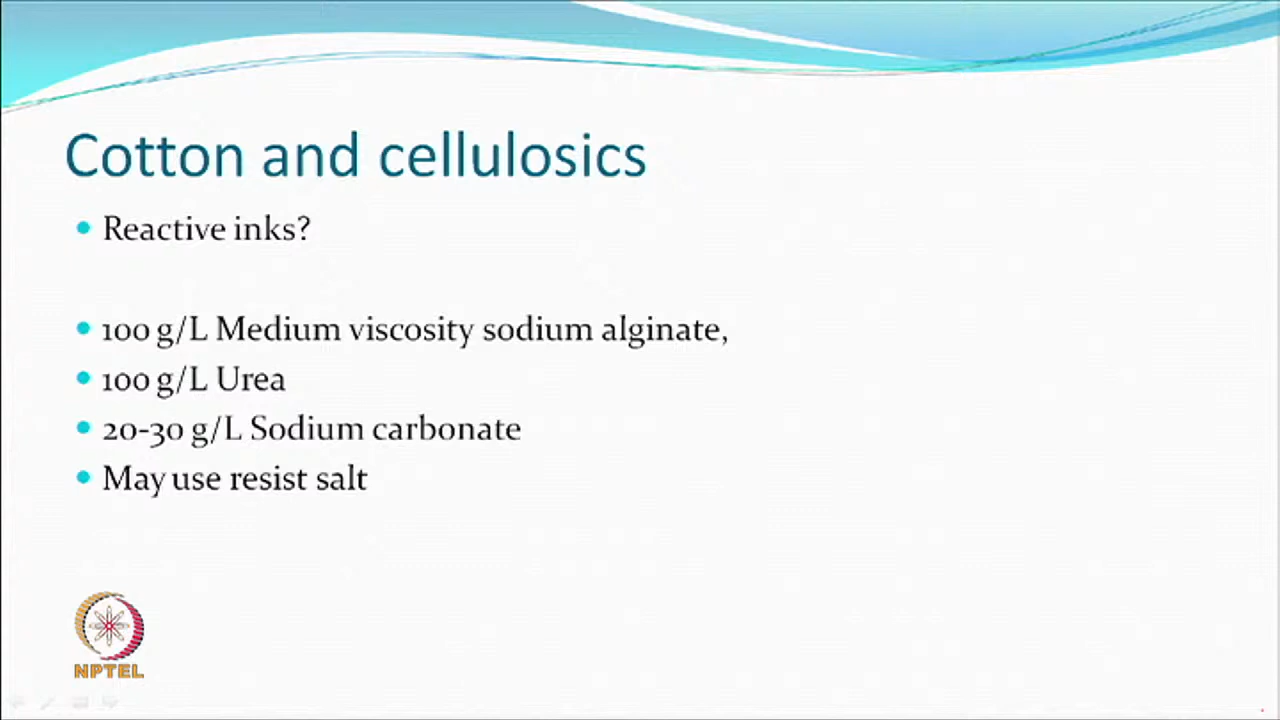 Cotton and cellulosics
Reactive inks?
100 g/L Medium viscosity sodium alginate,
100 g/L Urea
20-30 g/L Sodium carbonate
May use resist salt
NPTEL